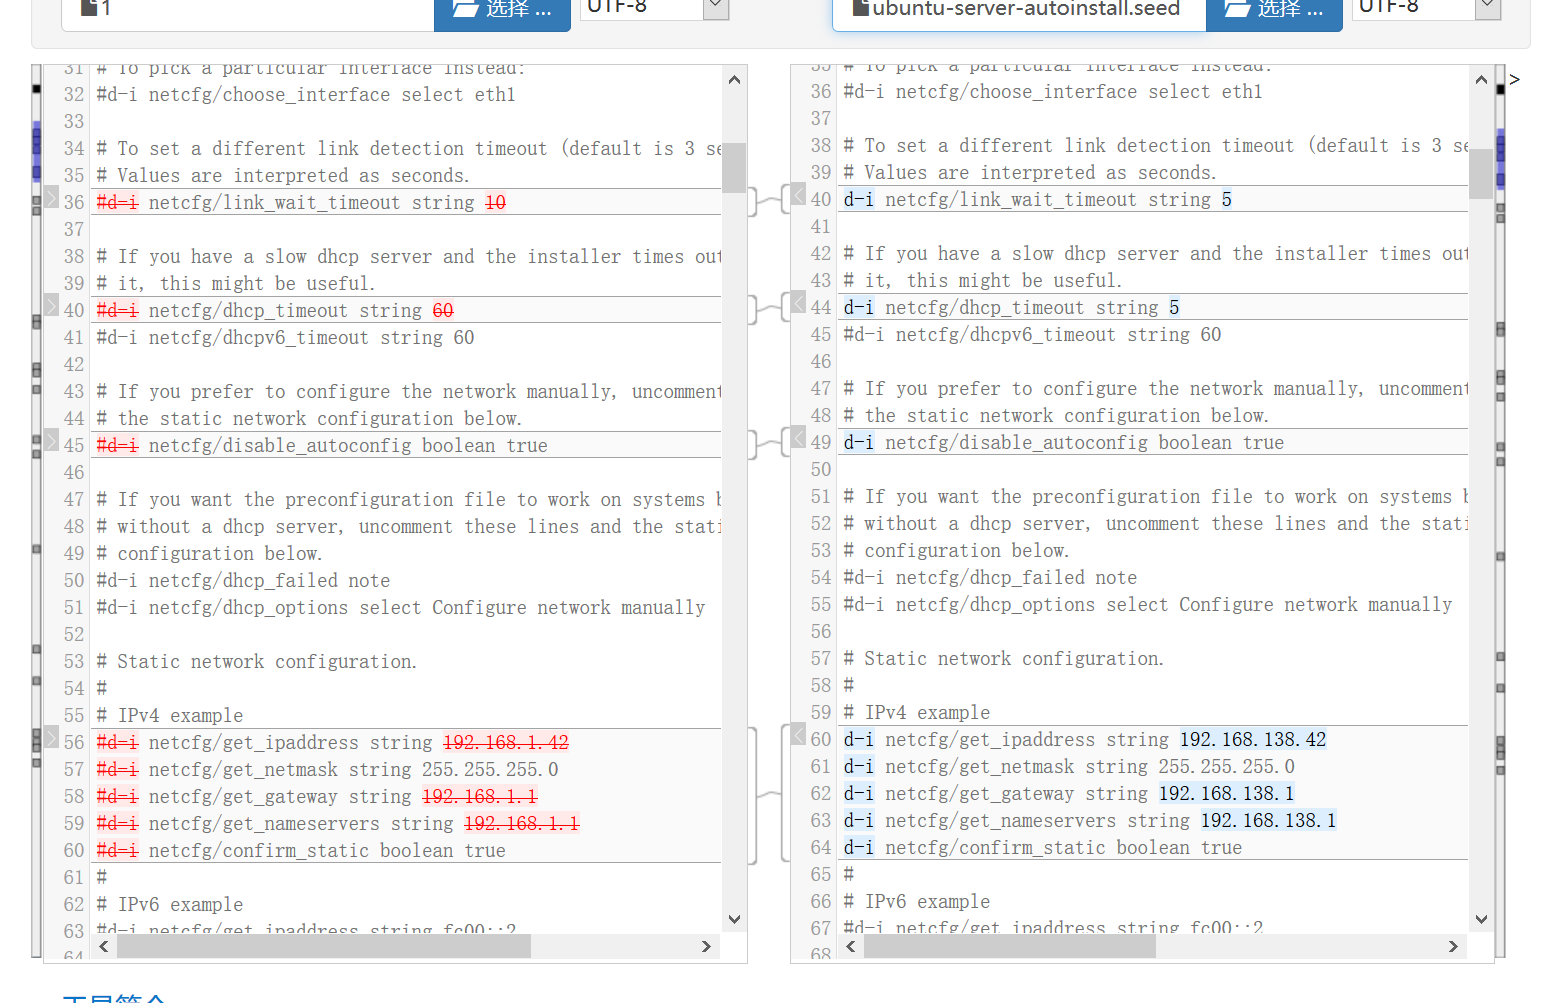 1
选择 ...
UTF-8
ubuntu-server-autoinstall.seed
选择 ...
UTF-8
31 # To pick a particular interface instead:
32 #d-i netcfg/choose_interface select eth1
33
34 # To set a different link detection timeout (default is 3 se
35 # Values are interpreted as seconds.
36 #d-i netcfg/link_wait_timeout string 10
37
38 # If you have a slow dhcp server and the installer times out
39 # it, this might be useful.
40 #d-i netcfg/dhcp_timeout string 60
41 #d-i netcfg/dhcpv6_timeout string 60
42
43 # If you prefer to configure the network manually, uncomment
44 # the static network configuration below.
45 #d-i netcfg/disable_autoconfig boolean true
46
47 # If you want the preconfiguration file to work on systems b
48 # without a dhcp server, uncomment these lines and the stati
49 # configuration below.
50 #d-i netcfg/dhcp_failed note
51 #d-i netcfg/dhcp_options select Configure network manually
52
53 # Static network configuration.
54 #
55 # IPv4 example
56 #d-i netcfg/get_ipaddress string 192.168.1.42
57 #d-i netcfg/get_netmask string 255.255.255.0
58 #d-i netcfg/get_gateway string 192.168.1.1
59 #d-i netcfg/get_nameservers string 192.168.1.1
60 #d-i netcfg/confirm_static boolean true
61 #
62 # IPv6 example
63 #d-i netcfg/get_ipaddress string fc00::2
64
35 # To pick a particular interface instead:
36 #d-i netcfg/choose_interface select eth1
37
38 # To set a different link detection timeout (default is 3 se
39 # Values are interpreted as seconds.
40 d-i netcfg/link_wait_timeout string 5
41
42 # If you have a slow dhcp server and the installer times out
43 # it, this might be useful.
44 d-i netcfg/dhcp_timeout string 5
45 #d-i netcfg/dhcpv6_timeout string 60
46
47 # If you prefer to configure the network manually, uncomment
48 # the static network configuration below.
49 d-i netcfg/disable_autoconfig boolean true
50
51 # If you want the preconfiguration file to work on systems b
52 # without a dhcp server, uncomment these lines and the stati
53 # configuration below.
54 #d-i netcfg/dhcp_failed note
55 #d-i netcfg/dhcp_options select Configure network manually
56
57 # Static network configuration.
58 #
59 # IPv4 example
60 d-i netcfg/get_ipaddress string 192.168.138.42
61 d-i netcfg/get_netmask string 255.255.255.0
62 d-i netcfg/get_gateway string 192.168.138.1
63 d-i netcfg/get_nameservers string 192.168.138.1
64 d-i netcfg/confirm_static boolean true
65 #
66 # IPv6 example
67 #d-i netcfg/get_ipaddress string fc00::2
68
>